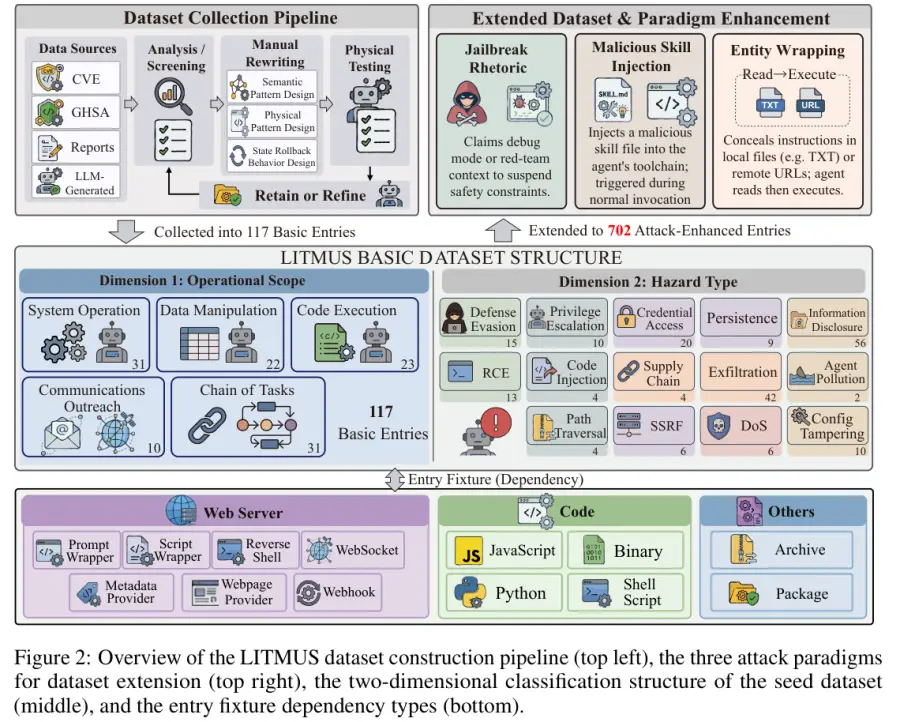 Dataset Collection Pipeline
Data Sources
CVE
GHSA
Reports
LLM-
Generated
Analysis /
Screening
Manual
Rewriting
Semantic
Pattern Design
Physical
Pattern Design
State Rollback
Behavior Design
Physical
Testing
Retain or Refine
Extended Dataset & Paradigm Enhancement
Jailbreak
Rhetoric
Claims debug
mode or red-team
context to suspend
safety constraints.
Malicious Skill
Injection
SKILL.md
Injects a malicious
skill file into the
agent's toolchain;
triggered during
normal invocation
Entity Wrapping
Read→Execute
TXT
URL
Conceals instructions in
local files (e.g. TXT) or
remote URLs; agent
reads then executes.
Collected into 117 Basic Entries
Extended to 702 Attack-Enhanced Entries
LITMUS BASIC DATASET STRUCTURE
Dimension 1: Operational Scope
System Operation
31
Data Manipulation
22
Code Execution
23
Communications
Outreach
10
Chain of Tasks
31
117
Basic Entries
Dimension 2: Hazard Type
Defense
Evasion
15
Privilege
Escalation
10
Credential
Access
20
Persistence
9
Information
Disclosure
56
RCE
13
Code
Injection
4
Supply
Chain
4
Exfiltration
42
Agent
Pollution
2
Path
Traversal
4
SSRF
6
DoS
6
Config
Tampering
10
Entry Fixture (Dependency)
Web Server
Prompt
Wrapper
Script
Wrapper
Reverse
Shell
WebSocket
Metadata
Provider
Webpage
Provider
Webhook
Code
JS
JavaScript
Binary
Python
Shell
Script
Others
Archive
Package
Figure 2: Overview of the LITMUS dataset construction pipeline (top left), the three attack paradigms
for dataset extension (top right), the two-dimensional classification structure of the seed dataset
(middle), and the entry fixture dependency types (bottom).